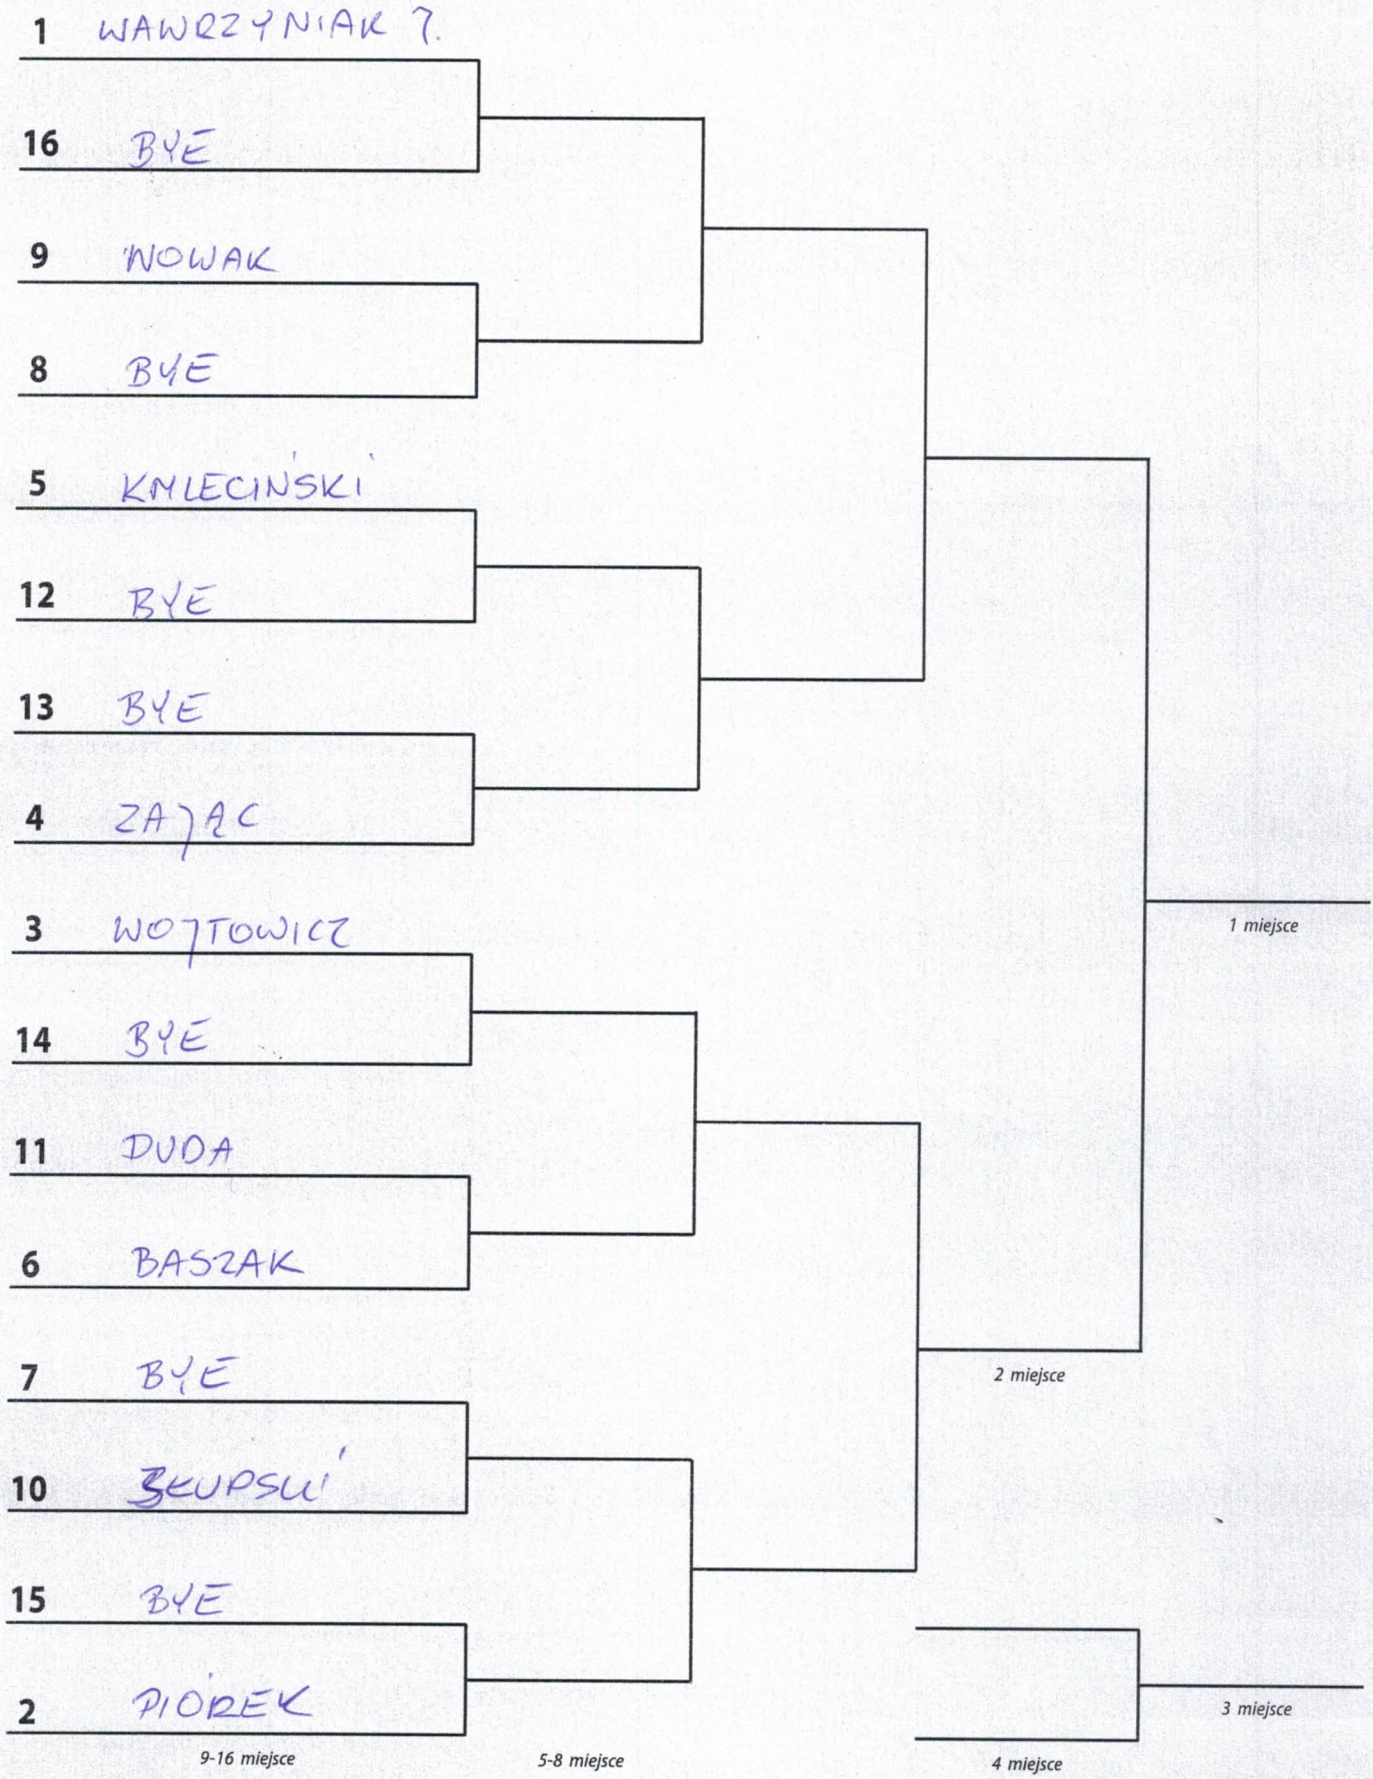 1 WAWRZYNIAK J.
16 BYE
9 NOWAK
8 BYE
5 KMLECIŃSKI
12 BYE
13 BYE
4 ZAJĄC
3 WOJTOWICZ
1 miejsce
14 BYE
11 DUDA
6 BASZAK
7 BYE
2 miejsce
10
15 BYE
2 PIÓREK
3 miejsce
9-16 miejsce 5-8 miejsce 4 miejsce